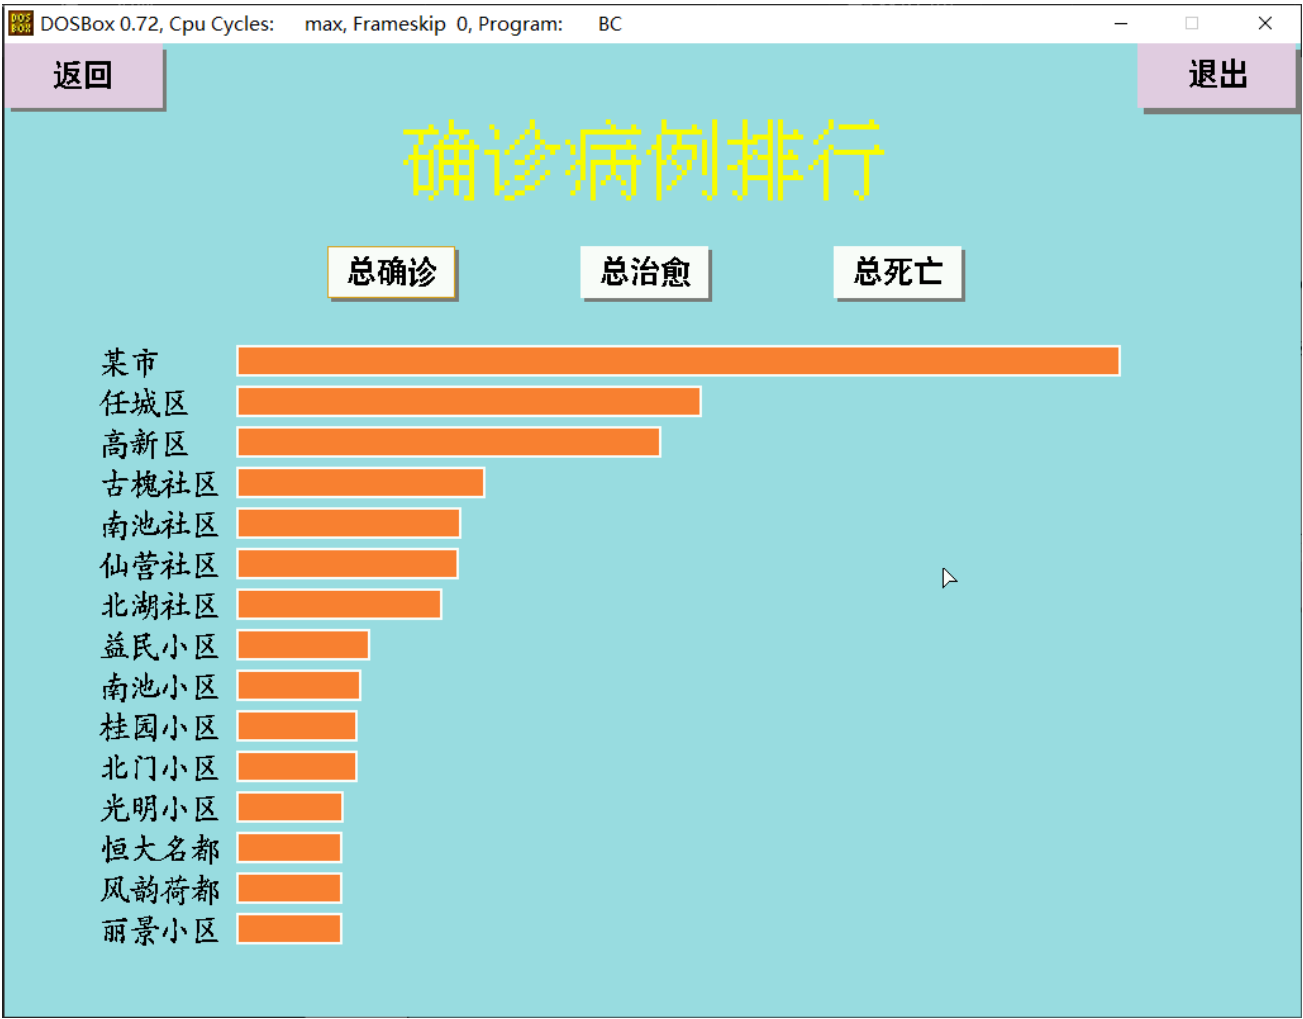 DOSBox 0.72, Cpu Cycles: max, Frameskip 0, Program: BC
返回
退出
确诊病例排行
总确诊 总治愈 总死亡
某市
任城区
高新区
古槐社区
南池社区
仙营社区
北湖社区
益民小区
南池小区
桂园小区
北门小区
光明小区
恒大名都
风韵荷都
丽景小区